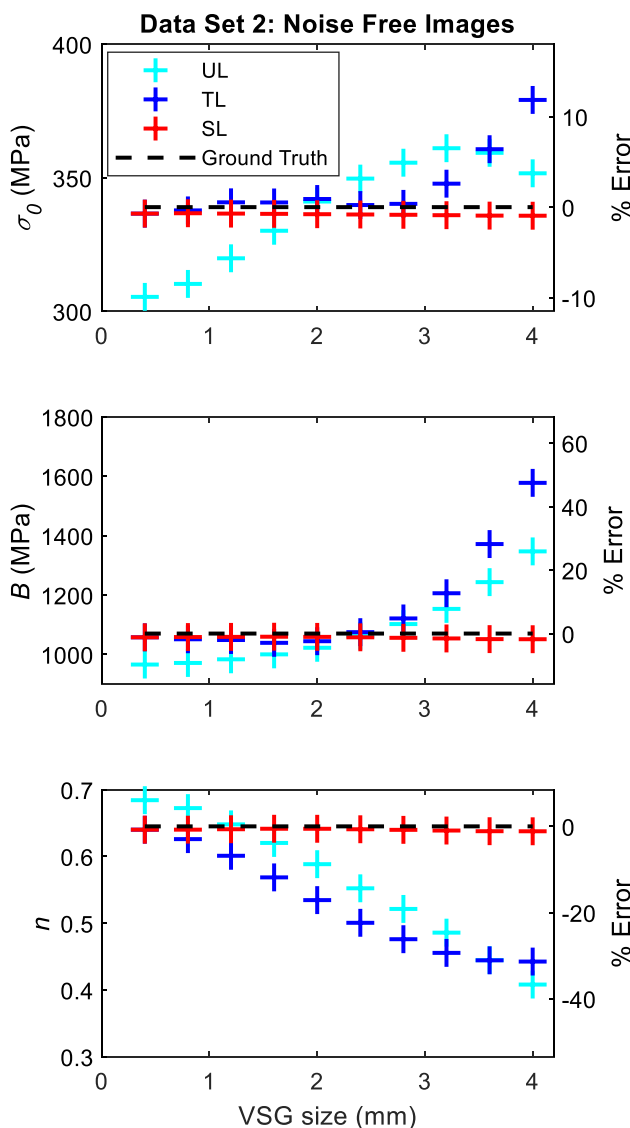 Data Set 2: Noise Free Images
400
350
300
σ0 (MPa)
UL
TL
SL
Ground Truth
10
0
-10
% Error
0 1 2 3 4
1800
1600
1400
1200
1000
B
(MPa)
60
40
20
0
% Error
0 1 2 3 4
0.7
0.6
0.5
0.4
0.3
n
0
-20
-40
% Error
0 1 2 3 4
VSG size (mm)